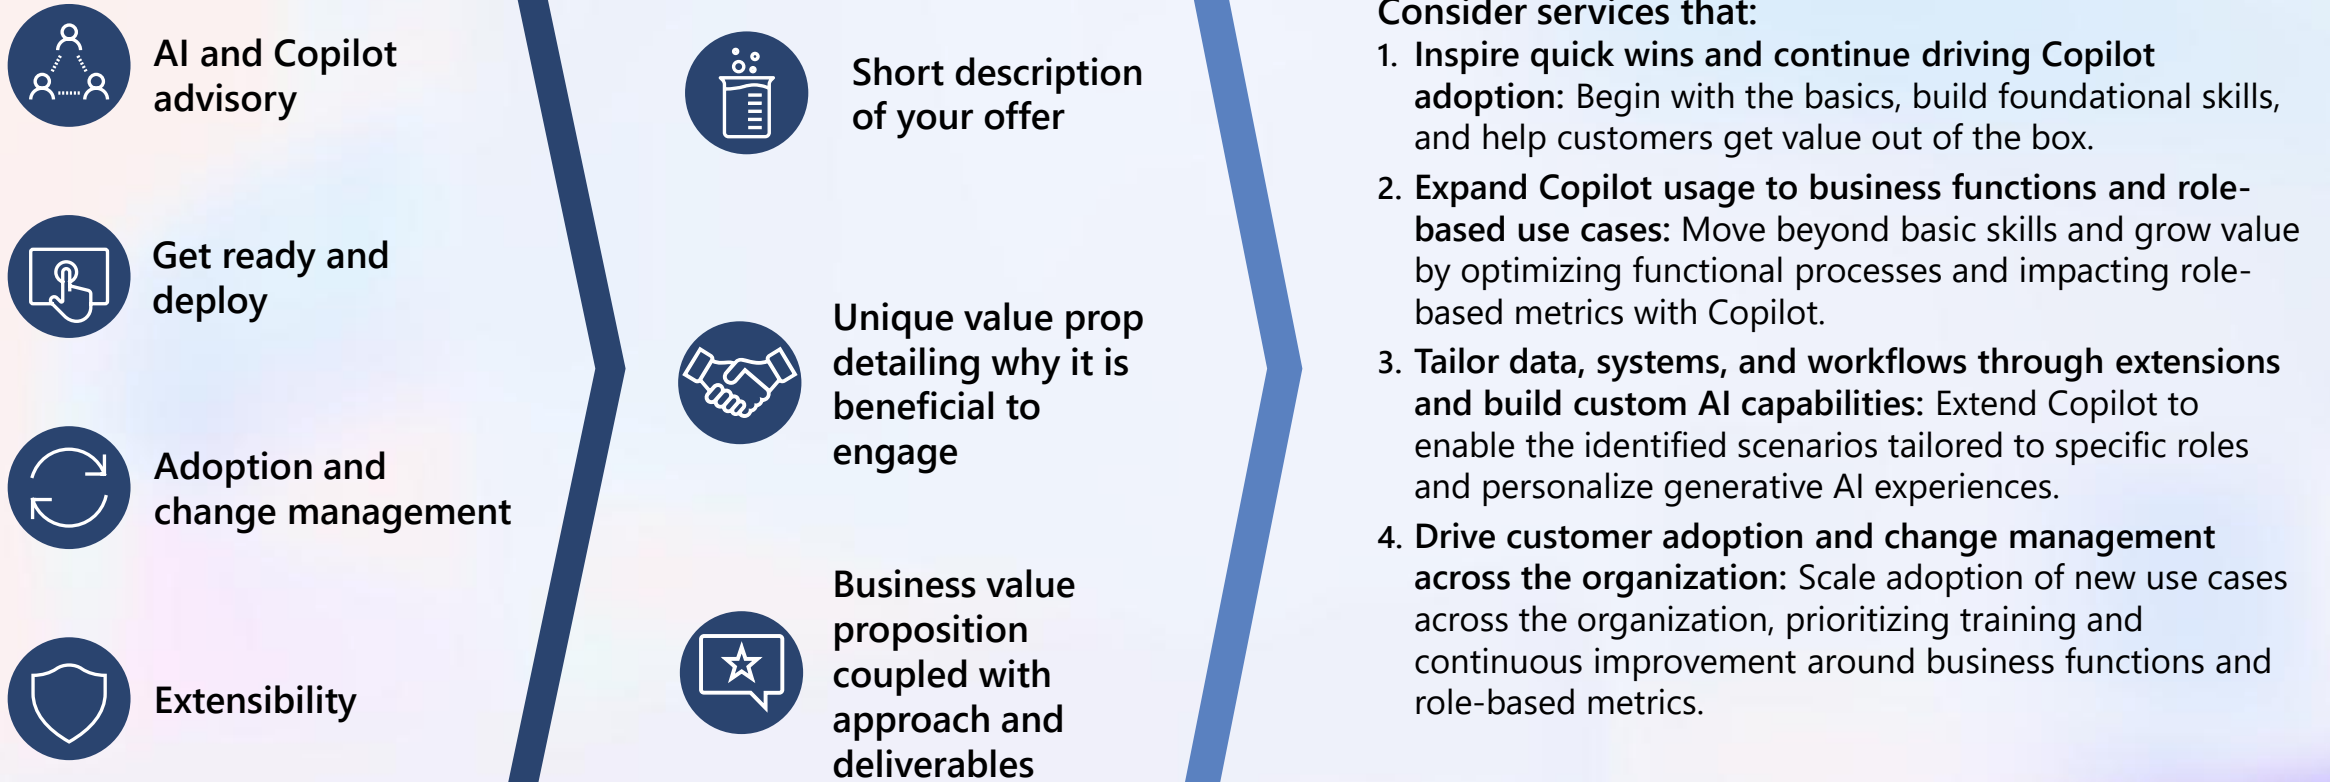 AI and Copilot
advisory
Get ready and
deploy
Adoption and
change management
Extensibility
Short description
of your offer
Unique value prop
detailing why it is
beneficial to
engage
Business value
proposition
coupled with
approach and
deliverables
Consider services that:
1. Inspire quick wins and continue driving Copilot
adoption: Begin with the basics, build foundational skills,
and help customers get value out of the box.
2. Expand Copilot usage to business functions and role-
based use cases: Move beyond basic skills and grow value
by optimizing functional processes and impacting role-
based metrics with Copilot.
3. Tailor data, systems, and workflows through extensions
and build custom AI capabilities: Extend Copilot to
enable the identified scenarios tailored to specific roles
and personalize generative AI experiences.
4. Drive customer adoption and change management
across the organization: Scale adoption of new use cases
across the organization, prioritizing training and
continuous improvement around business functions and
role-based metrics.